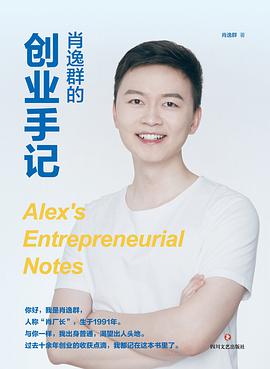 肖逸群 著
肖逸群的
创业手记
Alex's
Entrepreneurial
Notes
你好，我是肖逸群，
人称“肖厂长”，生于1991年。
与你一样，我出身普通，渴望出人头地。
过去十余年创业的收获点滴，我都记在这本书里了。
四川文艺出版社